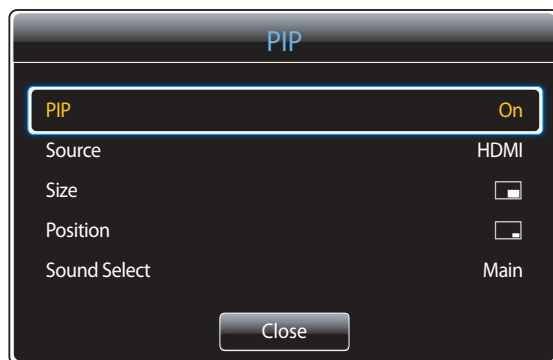 PIP
PIP On
Source HDMI
Size
Position
Sound Select Main
Close